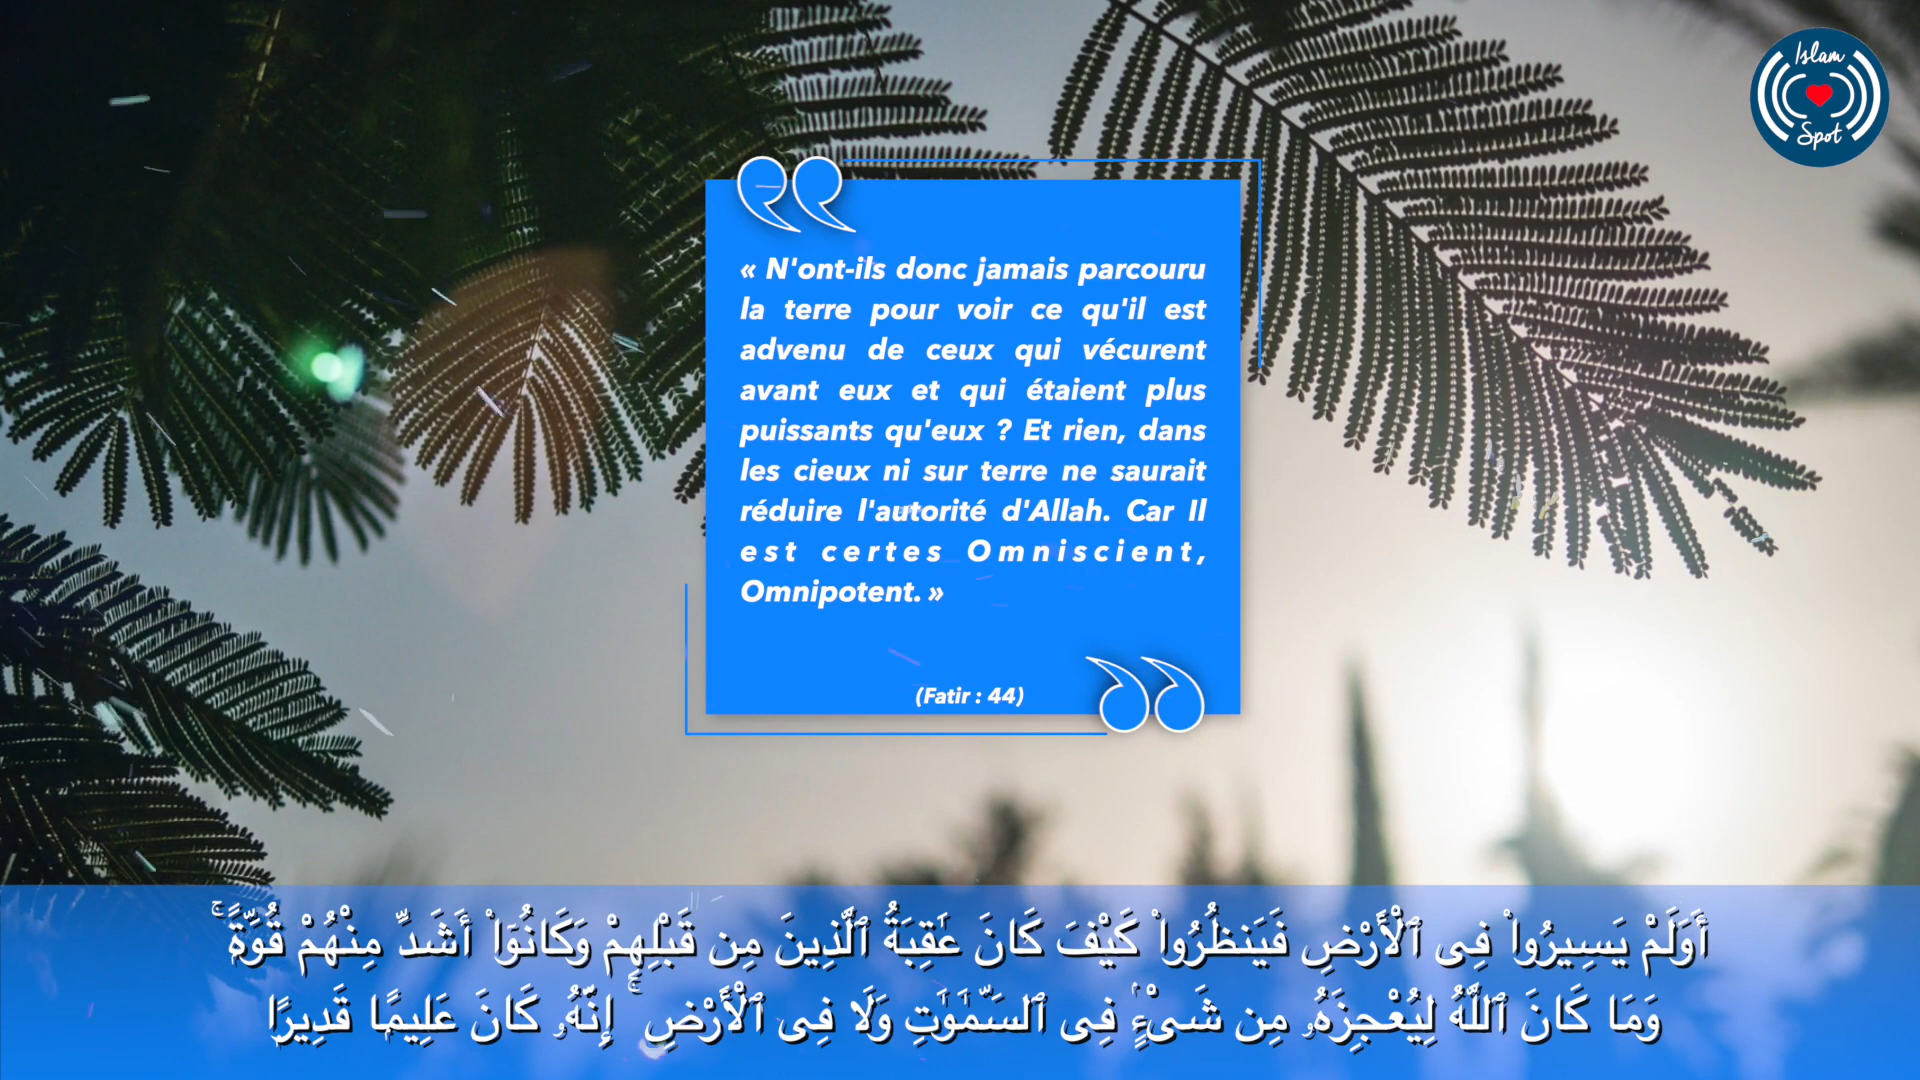 Islam
Spot
« N'ont-ils donc jamais parcouru
la terre pour voir ce qu'il est
advenu de ceux qui vécurent
avant eux et qui étaient plus
puissants qu'eux ? Et rien, dans
les cieux ni sur terre ne saurait
réduire l'autorité d'Allah. Car Il
est certes Omniscient,
Omnipotent. »
(Fatir : 44)
أَوَلَمْ يَسِيرُوا۟ فِى ٱلْأَرْضِ فَيَنظُرُوا۟ كَيْفَ كَانَ عَـٰقِبَةُ ٱلَّذِينَ مِن قَبْلِهِمْ وَكَانُوٓا۟ أَشَدَّ مِنْهُمْ قُوَّةًۭ ۚ
وَمَا كَانَ ٱللَّهُ لِيُعْجِزَهُۥ مِن شَىْءٍۢ فِى ٱلسَّمَـٰوَٰتِ وَلَا فِى ٱلْأَرْضِ ۚ إِنَّهُۥ كَانَ عَلِيمًۭا قَدِيرًۭا